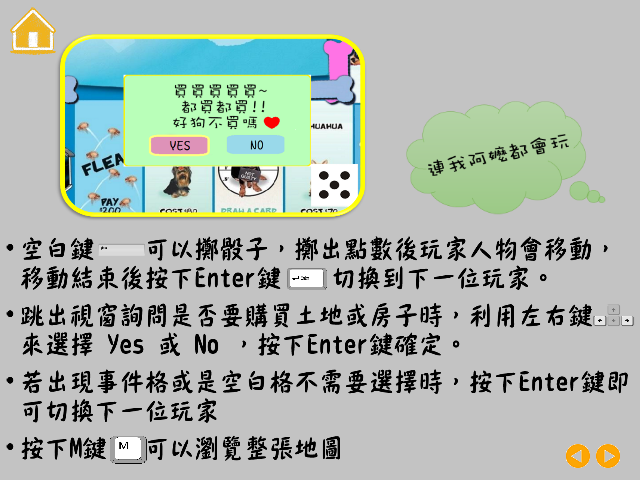 買買買買買~
都買都買!!
好狗不買嗎
YES
NO
HUAHUA
FLEA
PAY
COST:
DRAW A CARD
連我阿嬤都會玩
•空白鍵 可以擲骰子，擲出點數後玩家人物會移動，
移動結束後按下Enter鍵 切換到下一位玩家。
•跳出視窗詢問是否要購買土地或房子時，利用左右鍵
來選擇 Yes 或 No ，按下Enter鍵確定。
•若出現事件格或是空白格不需要選擇時，按下Enter鍵即
可切換下一位玩家
•按下M鍵 M 可以瀏覽整張地圖